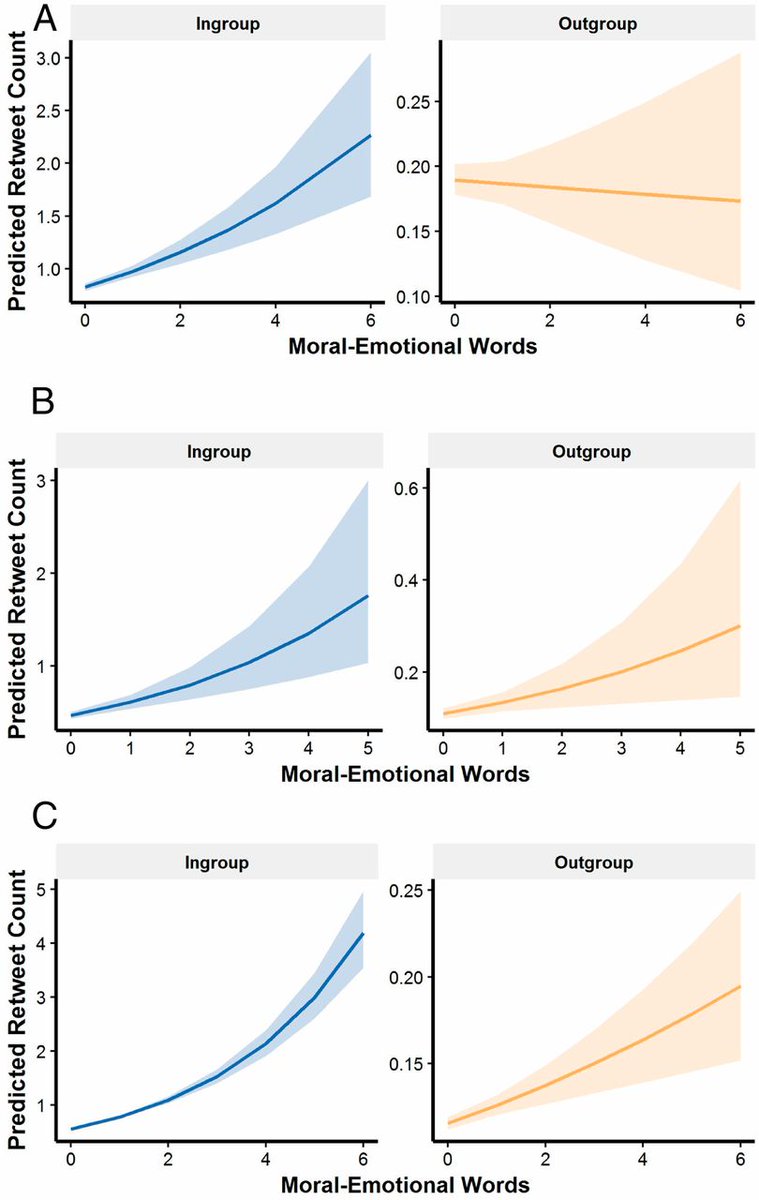 A
Ingroup
Outgroup
Predicted Retweet Count
3.0
2.5
2.0
1.5
1.0
0 2 4 6
0.25
0.20
0.15
0.10
0 2 4 6
Moral-Emotional Words
B
Ingroup
Outgroup
Predicted Retweet Count
3
2
1
0 1 2 3 4 5
0.6
0.4
0.2
0 1 2 3 4 5
Moral-Emotional Words
C
Ingroup
Outgroup
Predicted Retweet Count
5
4
3
2
1
0 2 4 6
0.25
0.20
0.15
0 2 4 6
Moral-Emotional Words